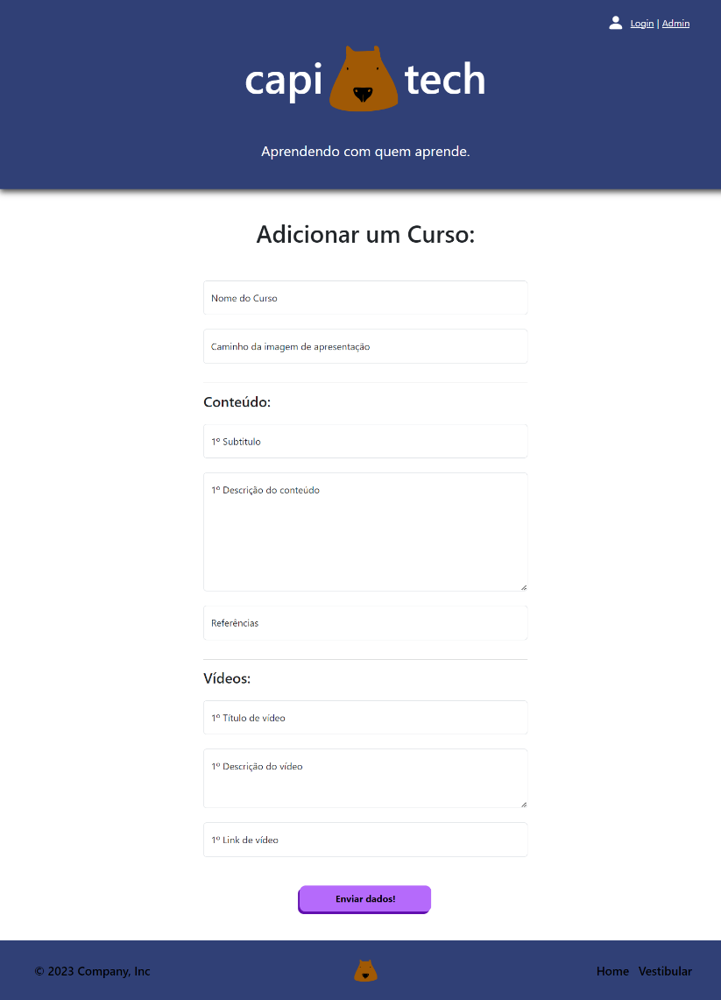 Login | Admin
capi tech
Aprendendo com quem aprende.
Adicionar um Curso:
Nome do Curso
Caminho da imagem de apresentação
Conteúdo:
1º Subtitulo
1º Descrição do conteúdo
Referências
Vídeos:
1º Título de vídeo
1º Descrição do vídeo
1º Link de vídeo
Enviar dados!
© 2023 Company, Inc
Home Vestibular